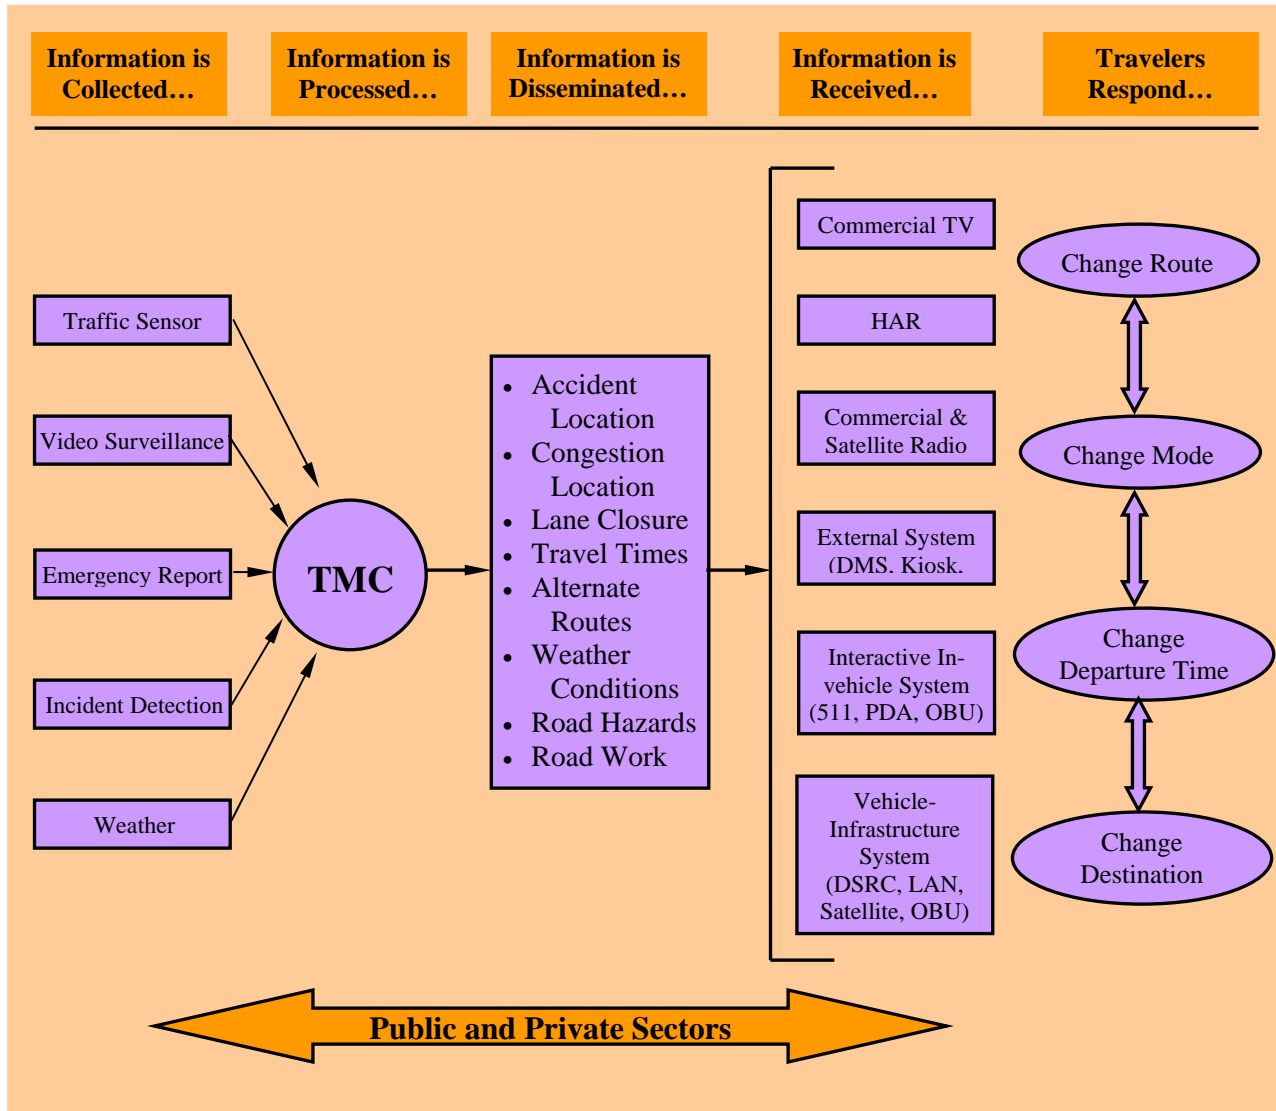 Information is
Collected…
Information is
Processed…
Information is
Disseminated…
Information is
Received…
Travelers
Respond…
Traffic Sensor
Video Surveillance
Emergency Report
Incident Detection
Weather
TMC
• Accident
Location
• Congestion
Location
• Lane Closure
• Travel Times
• Alternate
Routes
• Weather
Conditions
• Road Hazards
• Road Work
Commercial TV
HAR
Commercial &
Satellite Radio
External System
(DMS, Kiosk,
Interactive In-
vehicle System
(511, PDA, OBU)
Vehicle-
Infrastructure
System
(DSRC, LAN,
Satellite, OBU)
Change Route
Change Mode
Change
Departure Time
Change
Destination
Public and Private Sectors